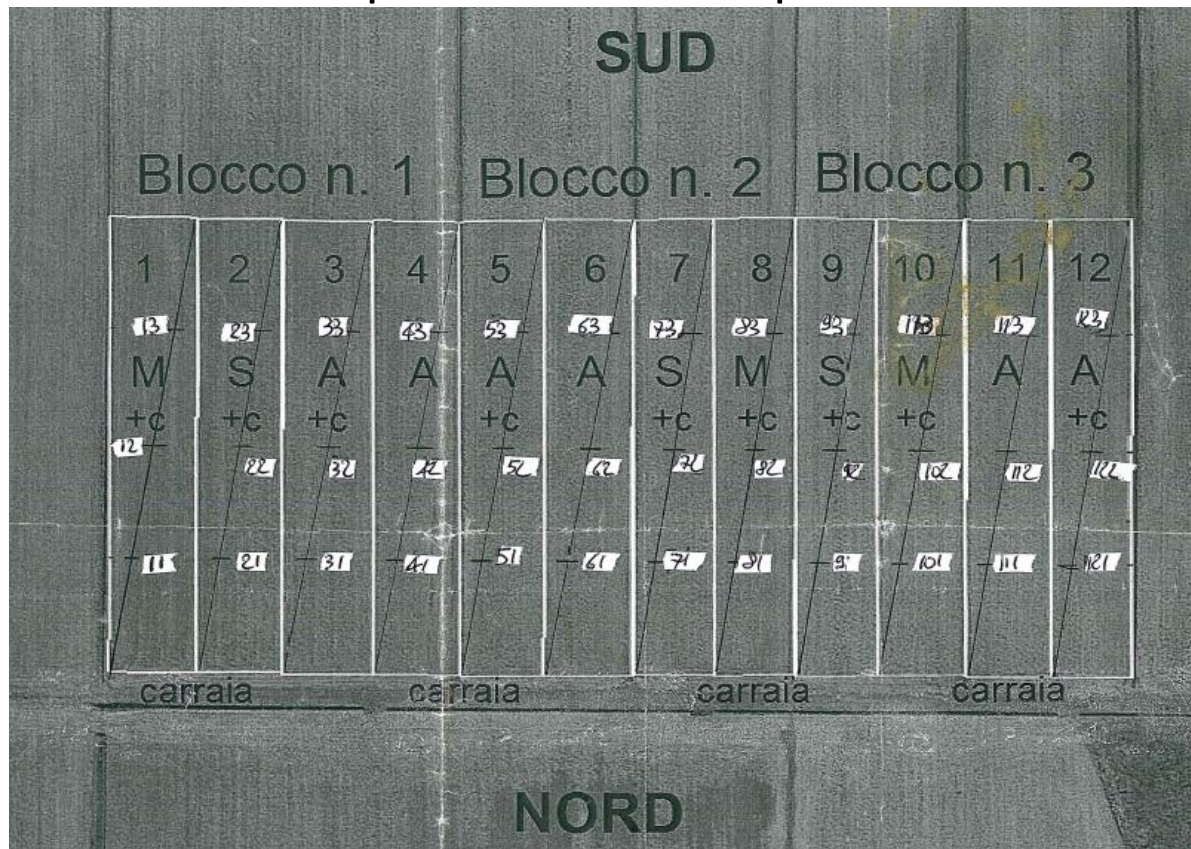 SUD
Blocco n. 1 Blocco n. 2 Blocco n. 3
1 2 3 4 5 6 7 8 9 10 11 12
13 23 33 43 53 63 73 83 93 113 123
M S A A A A S M S M A A
+c +c +c +c +c +c +c +c +c
12
22 32 42 52 62 72 82 92 102 112 122
11 21 31 41 51 61 71 81 101 111 121
carraia carraia carraia carraia
NORD